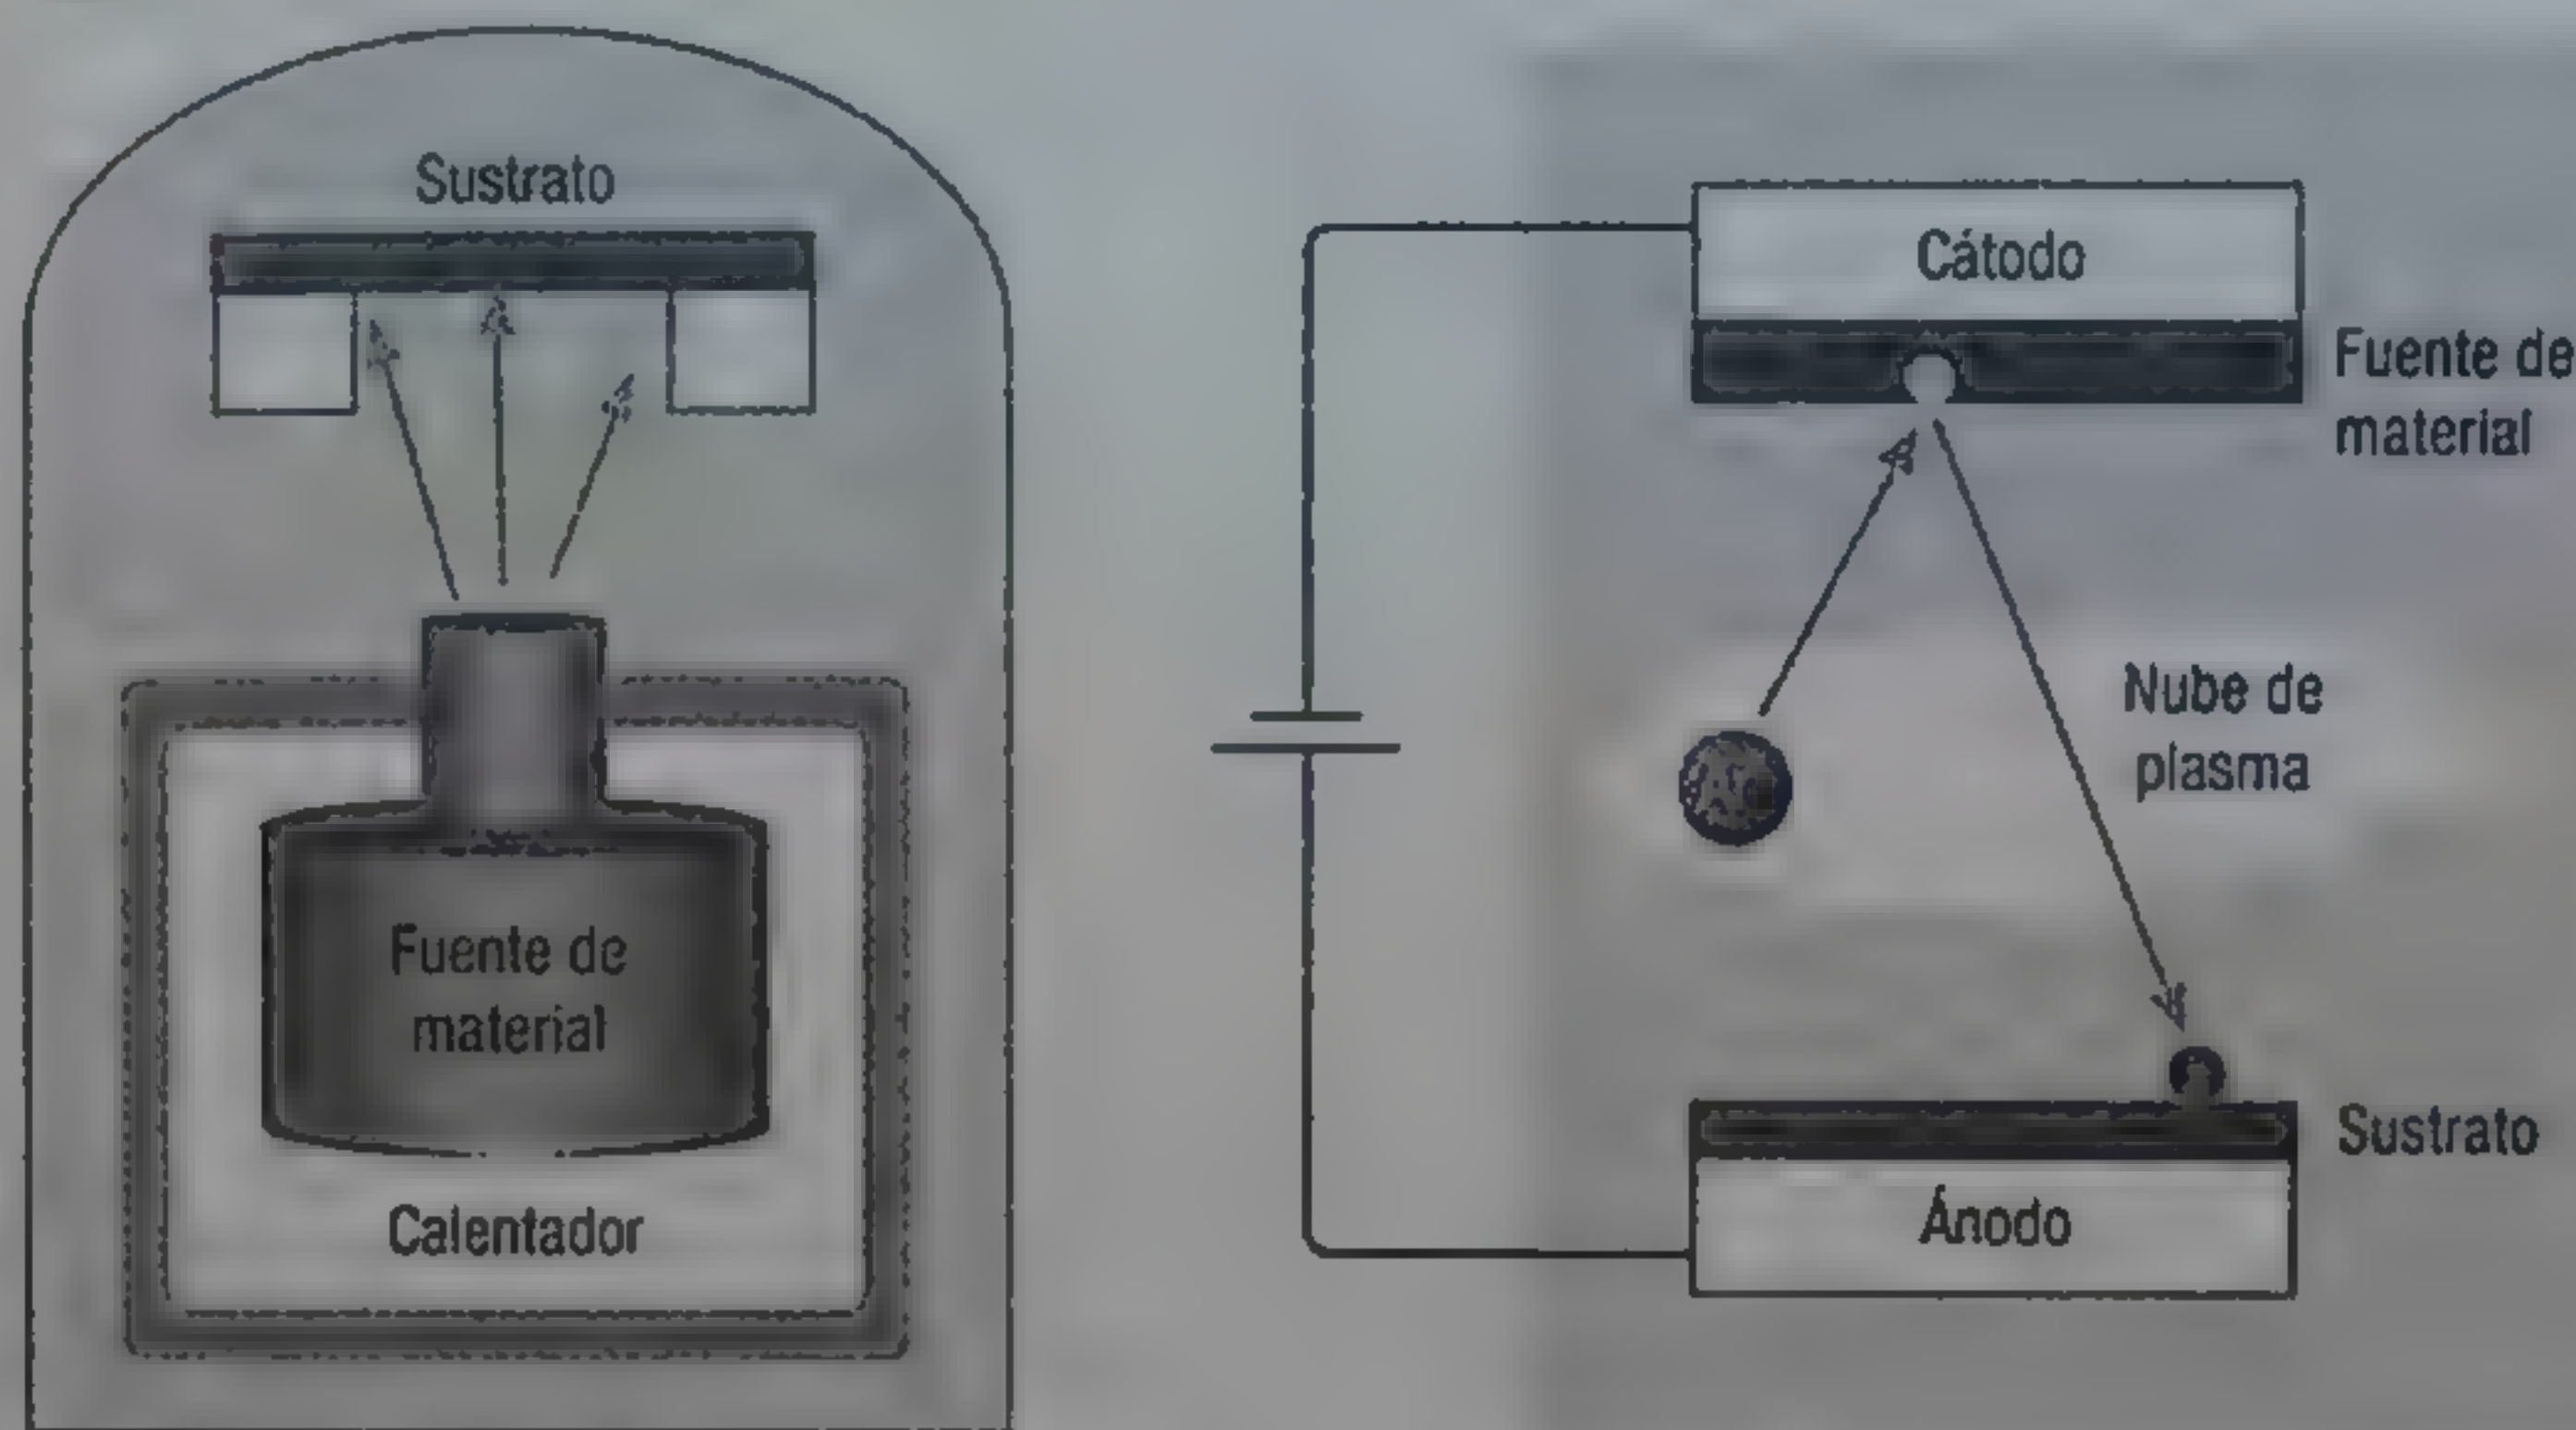 Sustrato
Fuente de
material
Calentador
Cátodo
Fuente de
material
Nube de
plasma
Sustrato
Ánodo